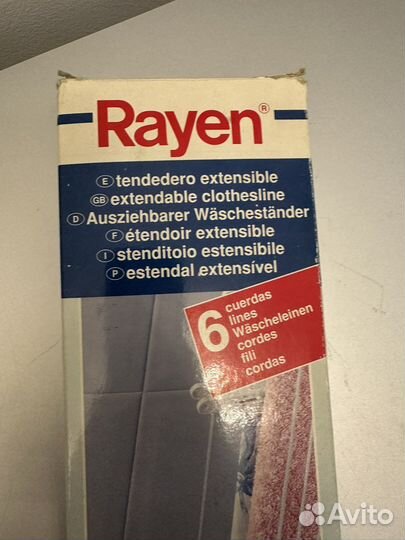 Rayen®
E tendedero extensible
GB extendable clothesline
D Ausziehbarer Wäscheständer
F étendoir extensible
I stenditoio estensibile
P estendal extensível
6 cuerdas
lines
Wäscheleinen
cordes
fili
cordas
Avito